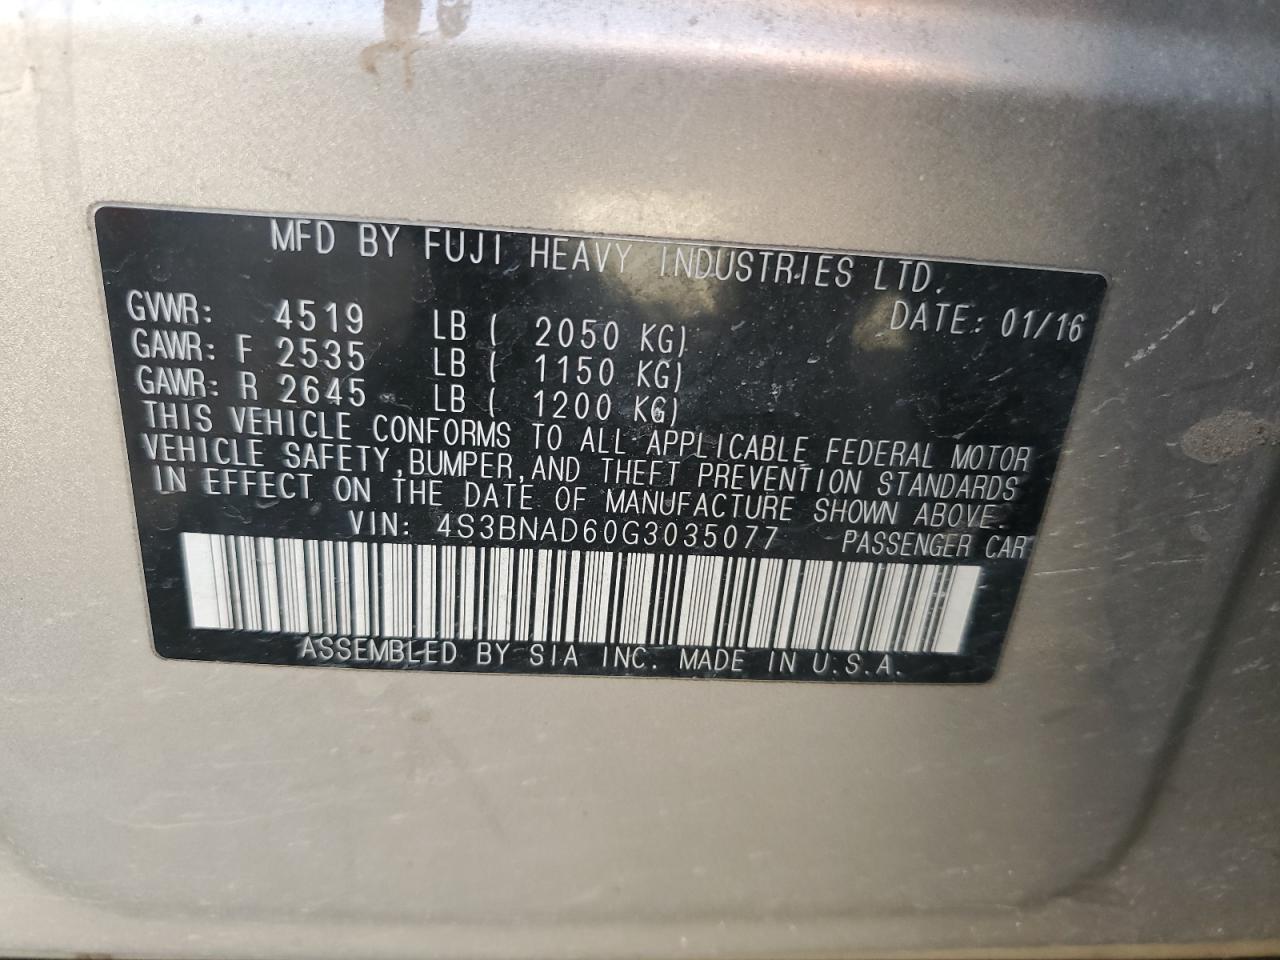 MFD BY FUJI HEAVY INDUSTRIES LTD.
DATE: 01/16
GVWR: 4519 LB ( 2050 KG)
GAWR: F 2535 LB ( 1150 KG)
GAWR: R 2645 LB ( 1200 KG)
THIS VEHICLE CONFORMS TO ALL APPLICABLE FEDERAL MOTOR
VEHICLE SAFETY, BUMPER, AND THEFT PREVENTION STANDARDS
IN EFFECT ON THE DATE OF MANUFACTURE SHOWN ABOVE.
VIN: 4S3BNAD60G3035077 PASSENGER CAR
ASSEMBLED BY SIA INC. MADE IN U.S.A.